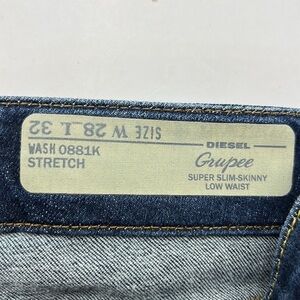 SIZE W 28 L 32
WASH 0881K
STRETCH
DIESEL
Grupee
SUPER SLIM-SKINNY
LOW WAIST